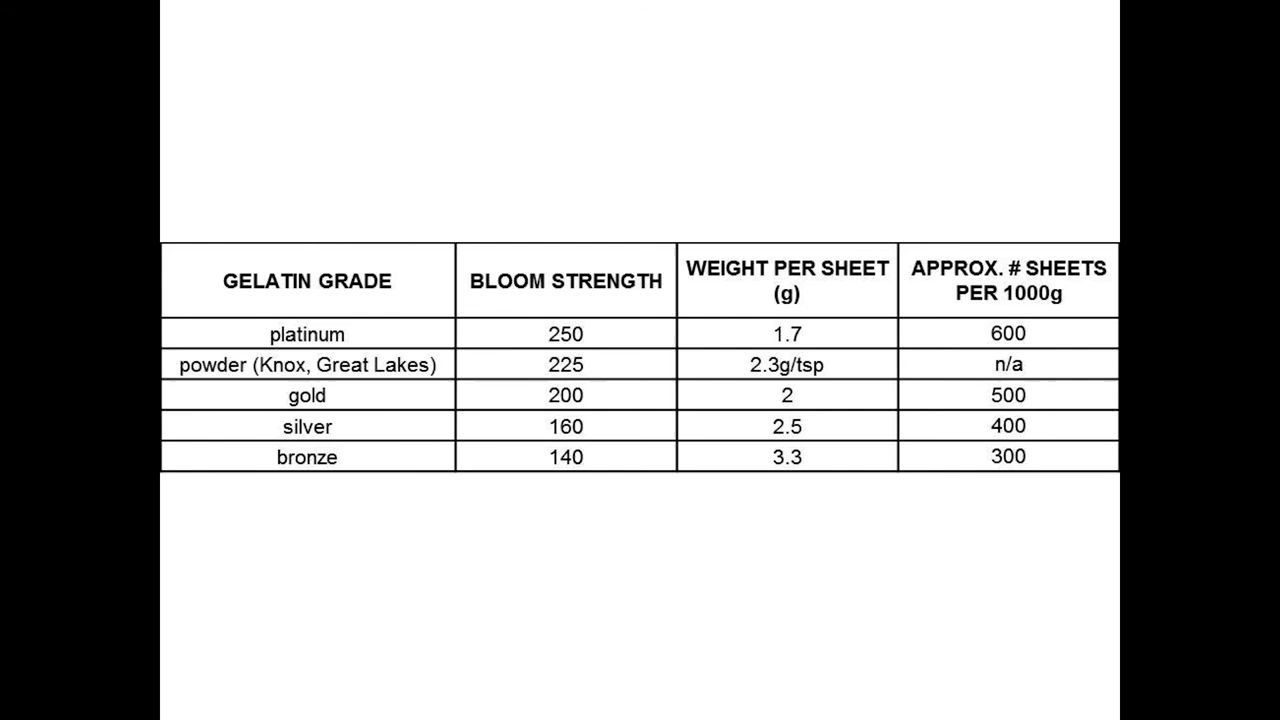 GELATIN GRADE BLOOM STRENGTH WEIGHT PER SHEET (g) APPROX. # SHEETS PER 1000g
platinum 250 1.7 600
powder (Knox, Great Lakes) 225 2.3g/tsp n/a
gold 200 2 500
silver 160 2.5 400
bronze 140 3.3 300